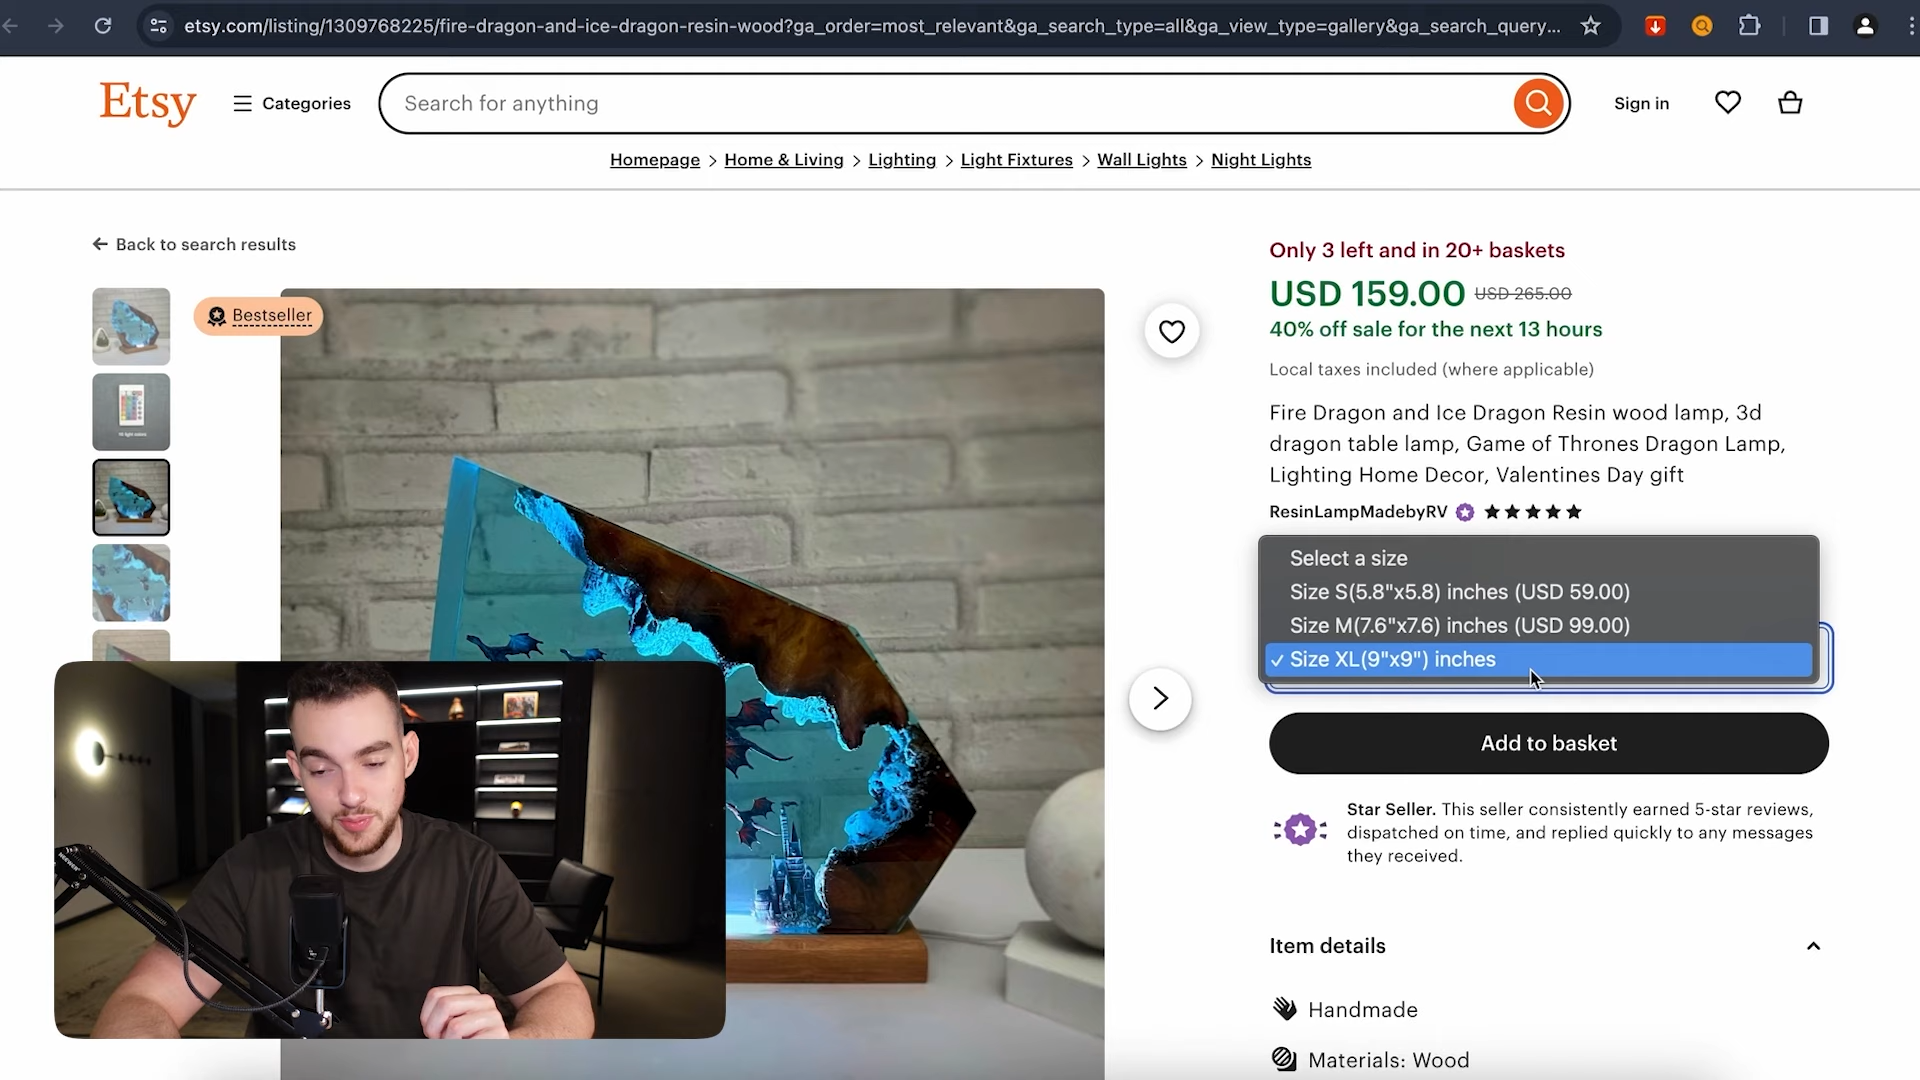 etsy.com/listing/1309768225/fire-dragon-and-ice-dragon-resin-wood?ga_order=most_relevant&ga_search_type=all&ga_view_type=gallery&ga_search_query...
Etsy
Categories
Search for anything
Sign in
Homepage > Home & Living > Lighting > Light Fixtures > Wall Lights > Night Lights
Back to search results
Bestseller
Only 3 left and in 20+ baskets
USD 159.00 USD 265.00
40% off sale for the next 13 hours
Local taxes included (where applicable)
Fire Dragon and Ice Dragon Resin wood lamp, 3d
dragon table lamp, Game of Thrones Dragon Lamp,
Lighting Home Decor, Valentines Day gift
ResinLampMadebyRV
Select a size
Size S(5.8"x5.8) inches (USD 59.00)
Size M(7.6"x7.6) inches (USD 99.00)
✓ Size XL(9"x9") inches
Add to basket
Star Seller. This seller consistently earned 5-star reviews,
dispatched on time, and replied quickly to any messages
they received.
Item details
Handmade
Materials: Wood